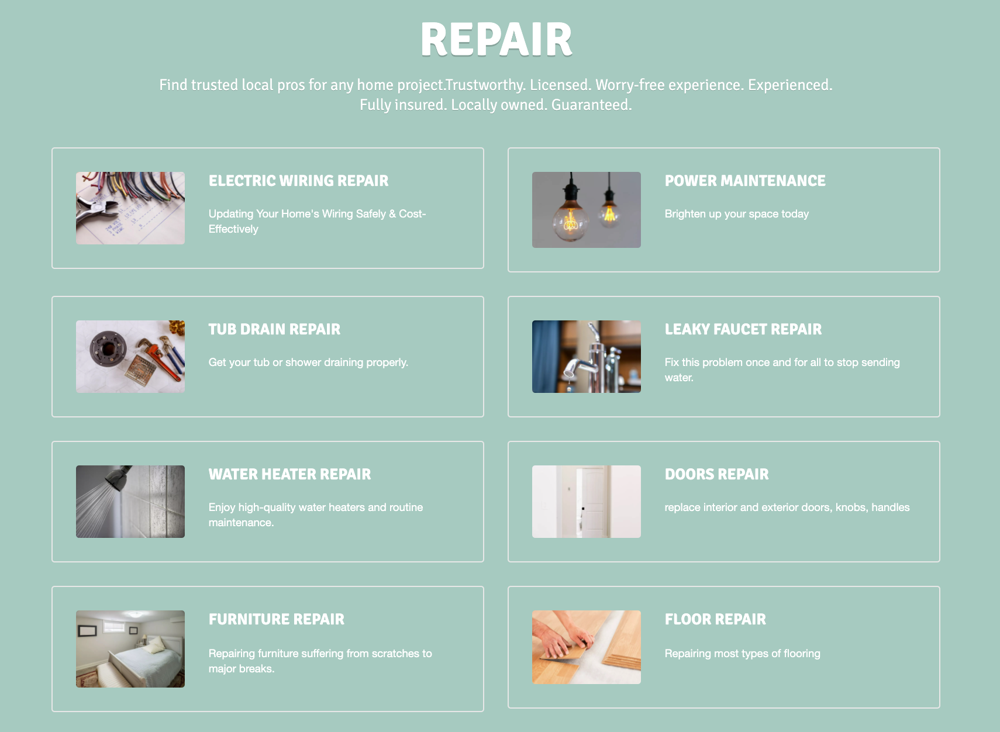 REPAIR
Find trusted local pros for any home project.Trustworthy. Licensed. Worry-free experience. Experienced.
Fully insured. Locally owned. Guaranteed.
ELECTRIC WIRING REPAIR
Updating Your Home's Wiring Safely & Cost-
Effectively
POWER MAINTENANCE
Brighten up your space today
TUB DRAIN REPAIR
Get your tub or shower draining properly.
LEAKY FAUCET REPAIR
Fix this problem once and for all to stop sending
water.
WATER HEATER REPAIR
Enjoy high-quality water heaters and routine
maintenance.
DOORS REPAIR
replace interior and exterior doors, knobs, handles
FURNITURE REPAIR
Repairing furniture suffering from scratches to
major breaks.
FLOOR REPAIR
Repairing most types of flooring